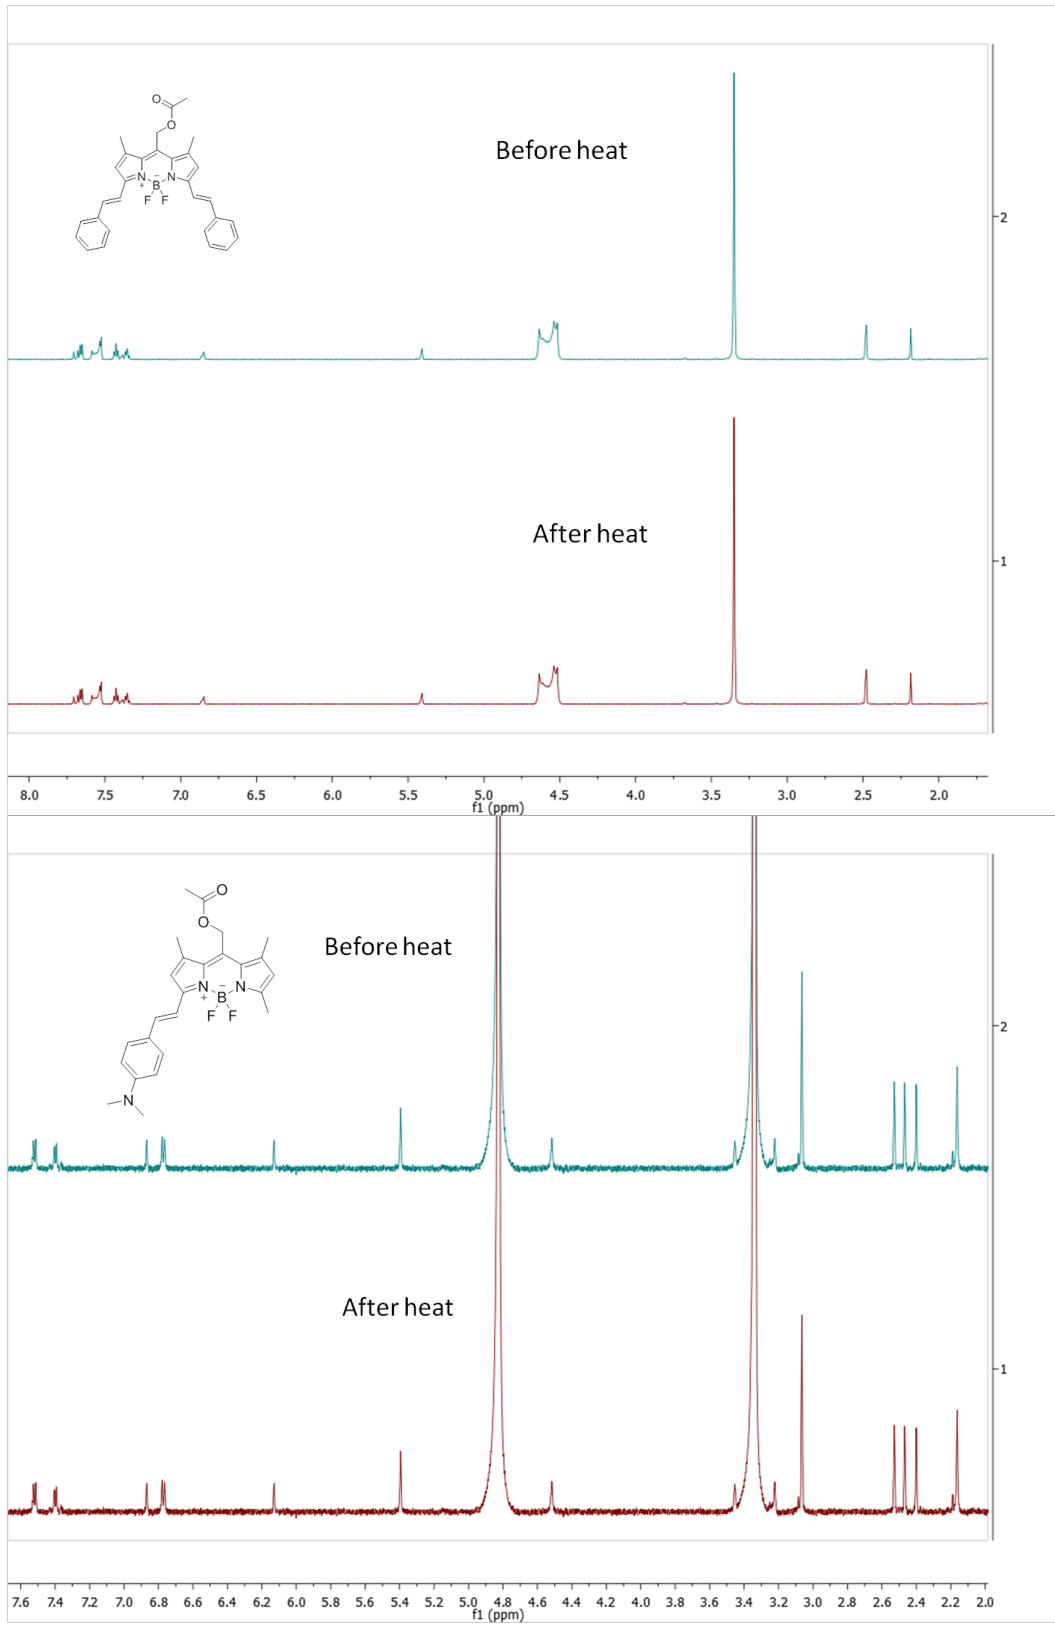 O
O
Before heat
N
N
+
B
-
F
F
2
After heat
1
8.0 7.5 7.0 6.5 6.0 5.5 5.0 4.5 4.0 3.5 3.0 2.5 2.0
f1 (ppm)
O
O
Before heat
N
N
+
B
-
F
F
2
N
After heat
1
7.6 7.4 7.2 7.0 6.8 6.6 6.4 6.2 6.0 5.8 5.6 5.4 5.2 5.0 4.8 4.6 4.4 4.2 4.0 3.8 3.6 3.4 3.2 3.0 2.8 2.6 2.4 2.2 2.0
f1 (ppm)